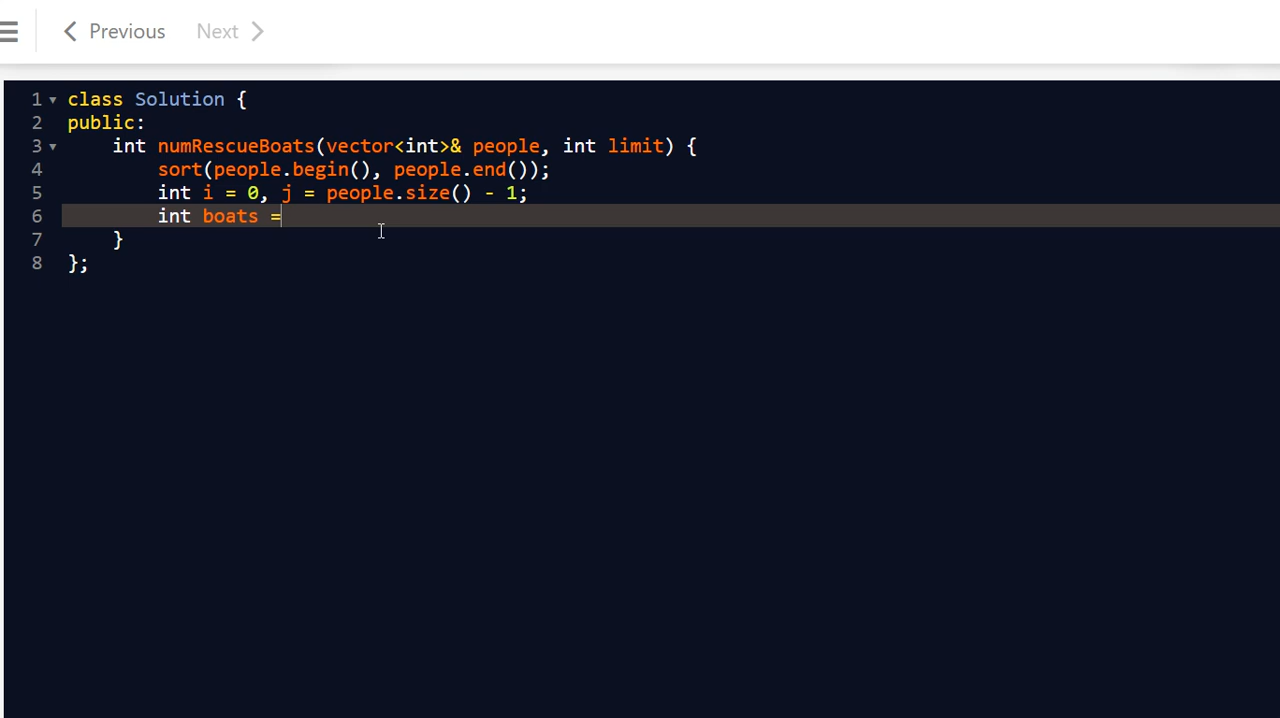 Previous Next
1 class Solution {
2 public:
3     int numRescueBoats(vector<int>& people, int limit) {
4         sort(people.begin(), people.end());
5         int i = 0, j = people.size() - 1;
6         int boats =
7     }
8 };